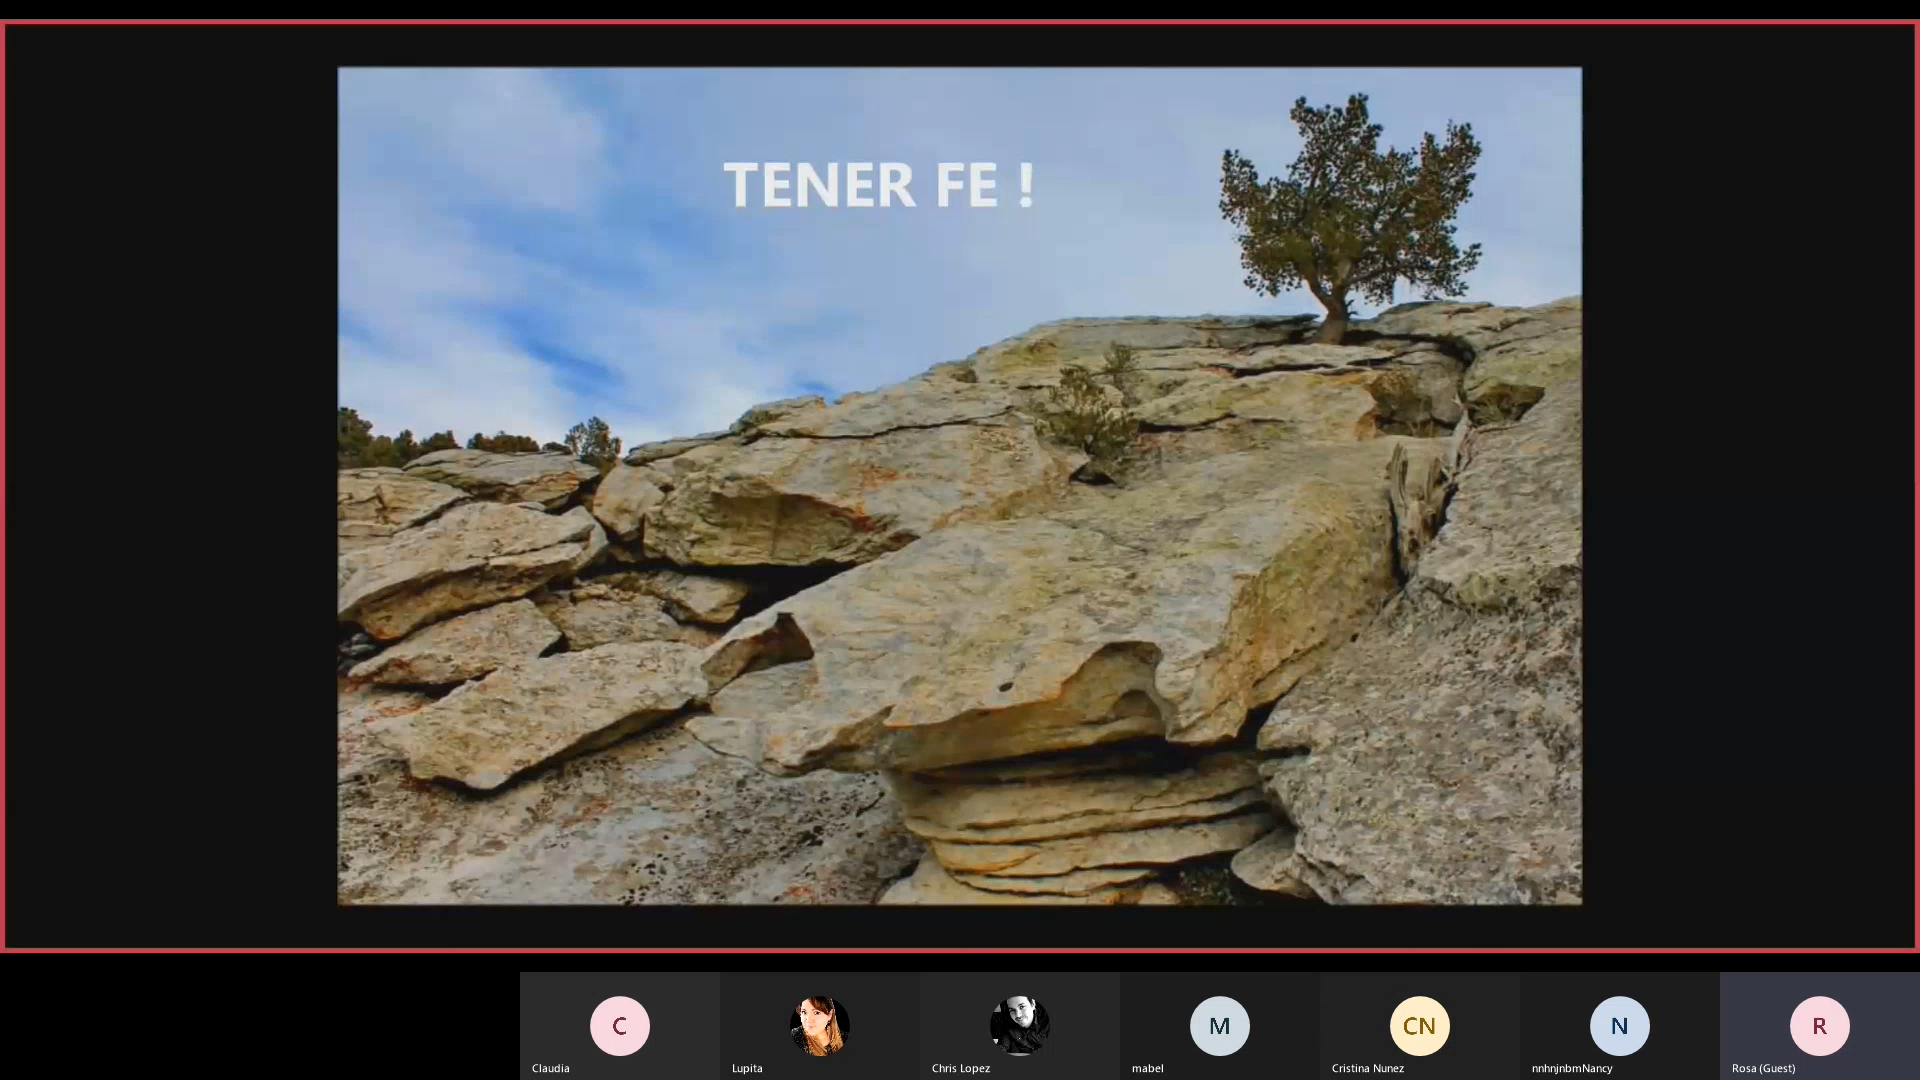 TENER FE !
C
M
CN
N
R
Claudia
Lupita
Chris Lopez
mabel
Cristina Nunez
nnhnjnbmNancy
Rosa (Guest)